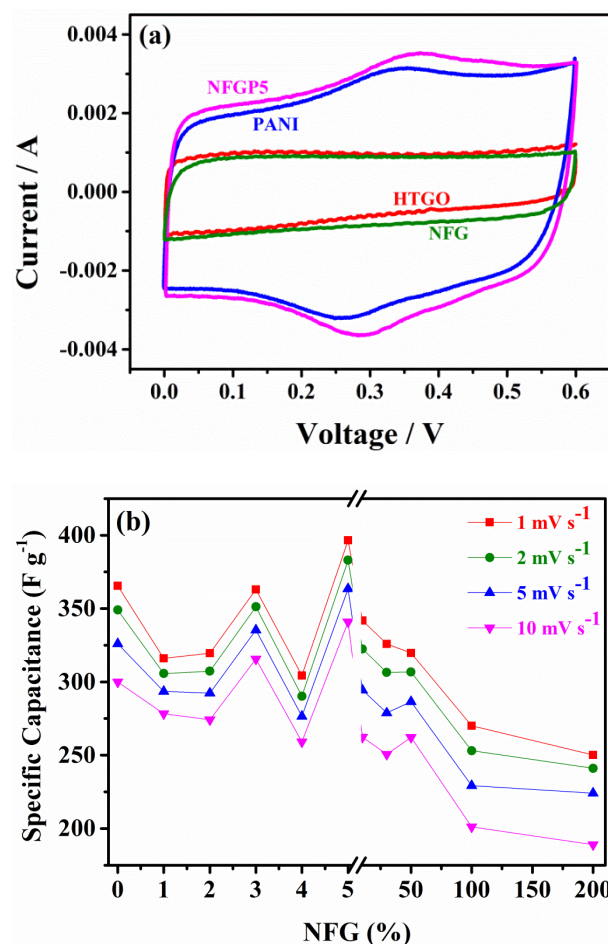 (a)
0.004
0.002
0.000
-0.002
-0.004
Current / A
NFGP5
PANI
HTGO
NFG
0.0 0.1 0.2 0.3 0.4 0.5 0.6
Voltage / V
(b)
400
350
300
250
200
Specific Capacitance (F g⁻¹)
1 mV s⁻¹
2 mV s⁻¹
5 mV s⁻¹
10 mV s⁻¹
0 1 2 3 4 5 50 100 150 200
NFG (%)